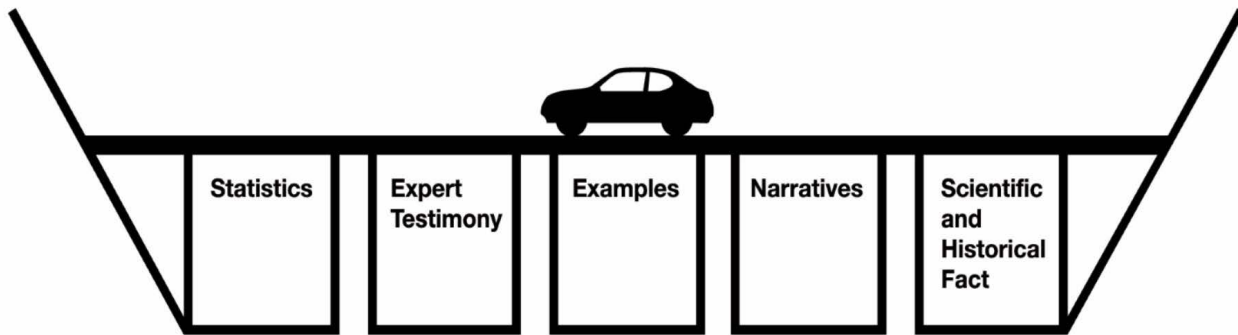 Statistics
Expert
Testimony
Examples
Narratives
Scientific
and
Historical
Fact